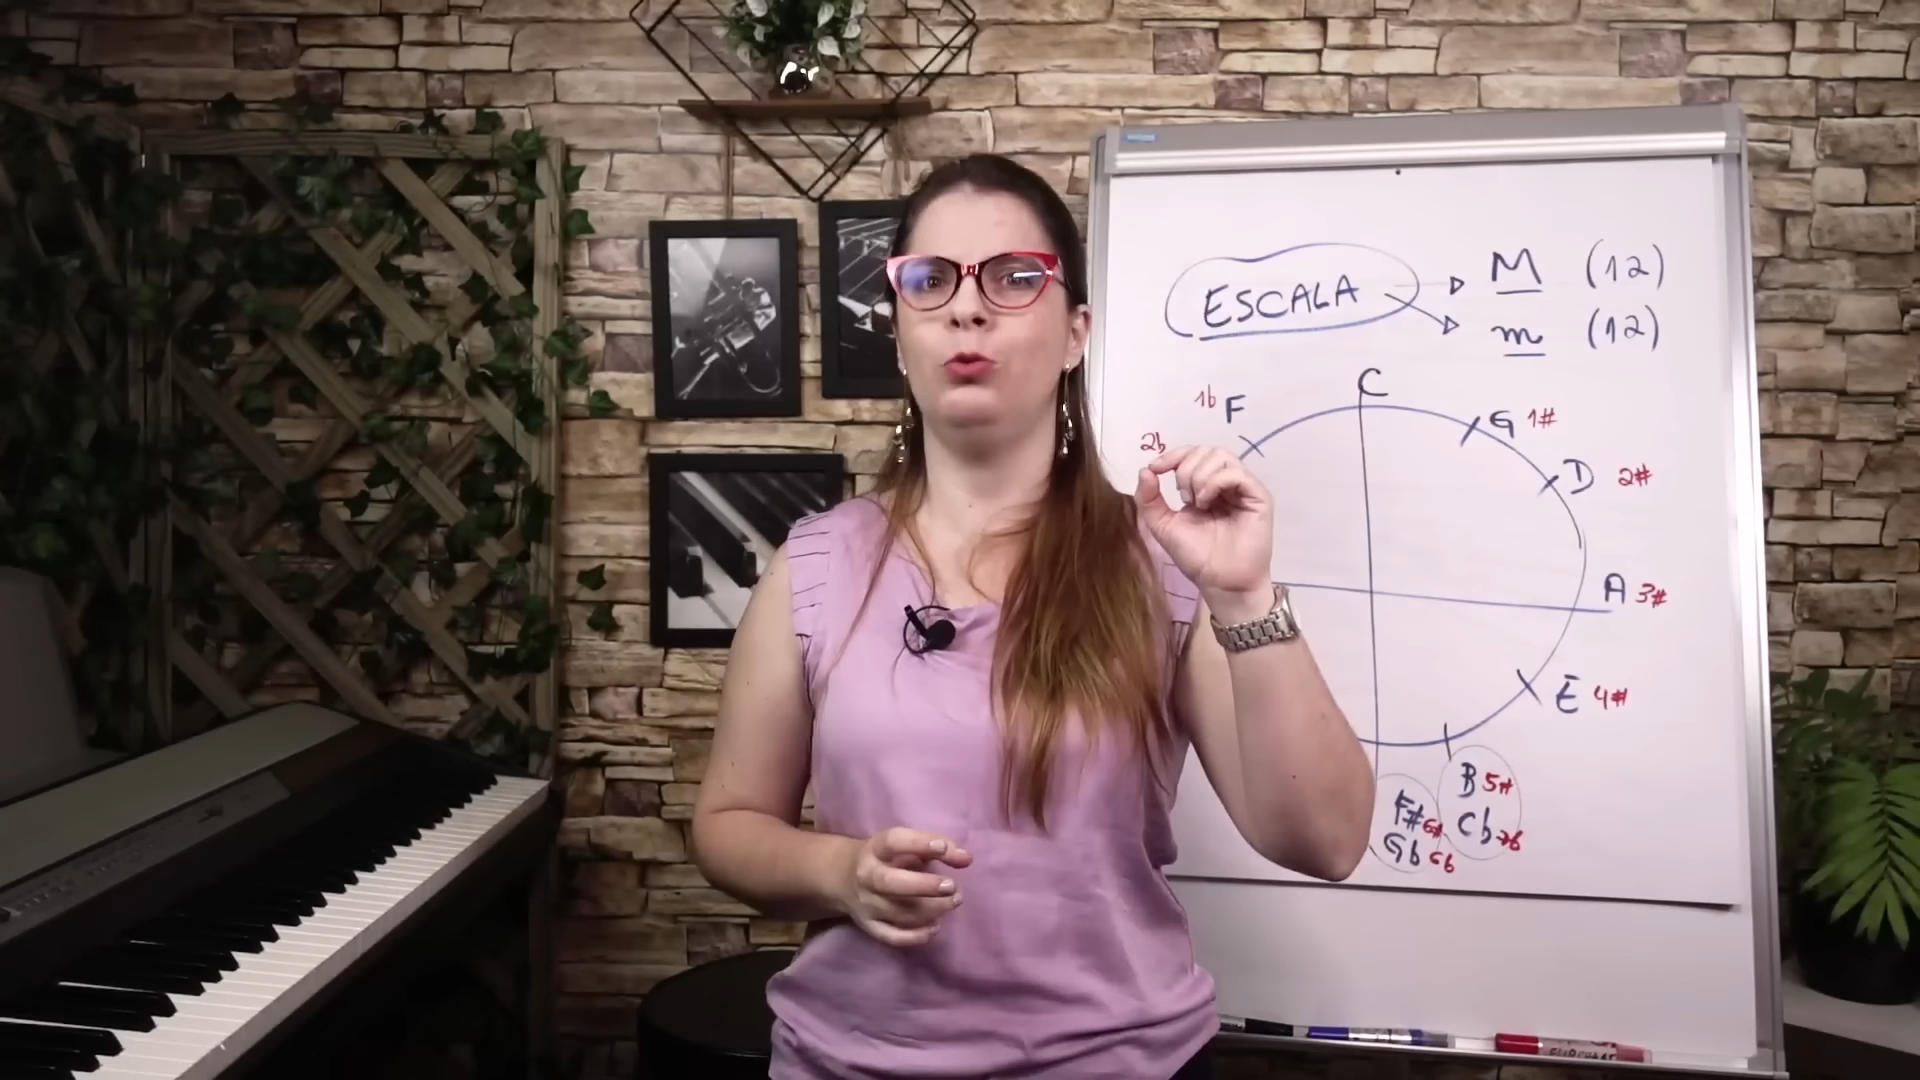 ESCALA M (12)
m (12)
C
1b F
G 1#
2b
D 2#
A 3#
E 4#
B 5#
F# 6#
Cb 7b
Gb 6b